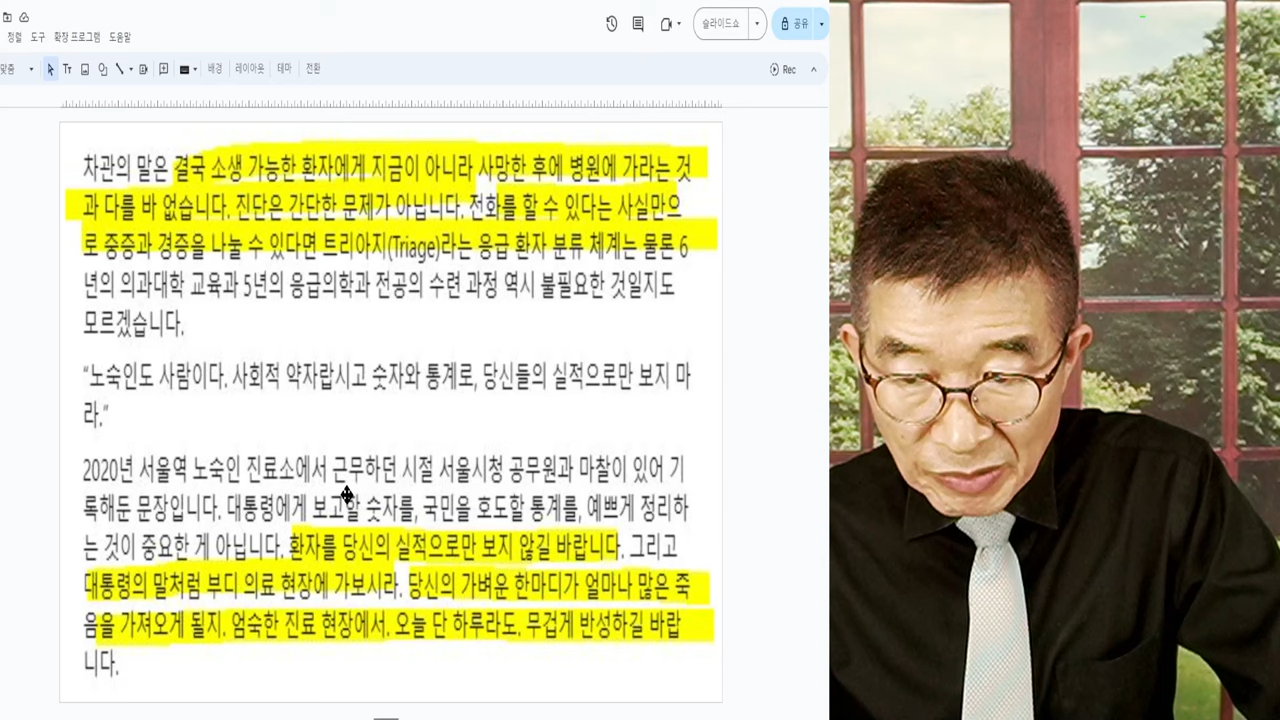 정렬 도구 확장 프로그램 도움말
슬라이드쇼
공유
맞춤
Tт
배경 레이아웃 테마 전환
Rec
차관의 말은 결국 소생 가능한 환자에게 지금이 아니라 사망한 후에 병원에 가라는 것
과 다를 바 없습니다. 진단은 간단한 문제가 아닙니다. 전화를 할 수 있다는 사실만으
로 중증과 경증을 나눌 수 있다면 트리아지(Triage)라는 응급 환자 분류 체계는 물론 6
년의 의과대학 교육과 5년의 응급의학과 전공의 수련 과정 역시 불필요한 것일지도
모르겠습니다.
“노숙인도 사람이다. 사회적 약자랍시고 숫자와 통계로, 당신들의 실적으로만 보지 마
라.”
2020년 서울역 노숙인 진료소에서 근무하던 시절 서울시청 공무원과 마찰이 있어 기
록해둔 문장입니다. 대통령에게 보고할 숫자를, 국민을 호도할 통계를, 예쁘게 정리하
는 것이 중요한 게 아닙니다. 환자를 당신의 실적으로만 보지 않길 바랍니다. 그리고
대통령의 말처럼 부디 의료 현장에 가보시라. 당신의 가벼운 한마디가 얼마나 많은 죽
음을 가져오게 될지. 엄숙한 진료 현장에서. 오늘 단 하루라도. 무겁게 반성하길 바랍
니다.